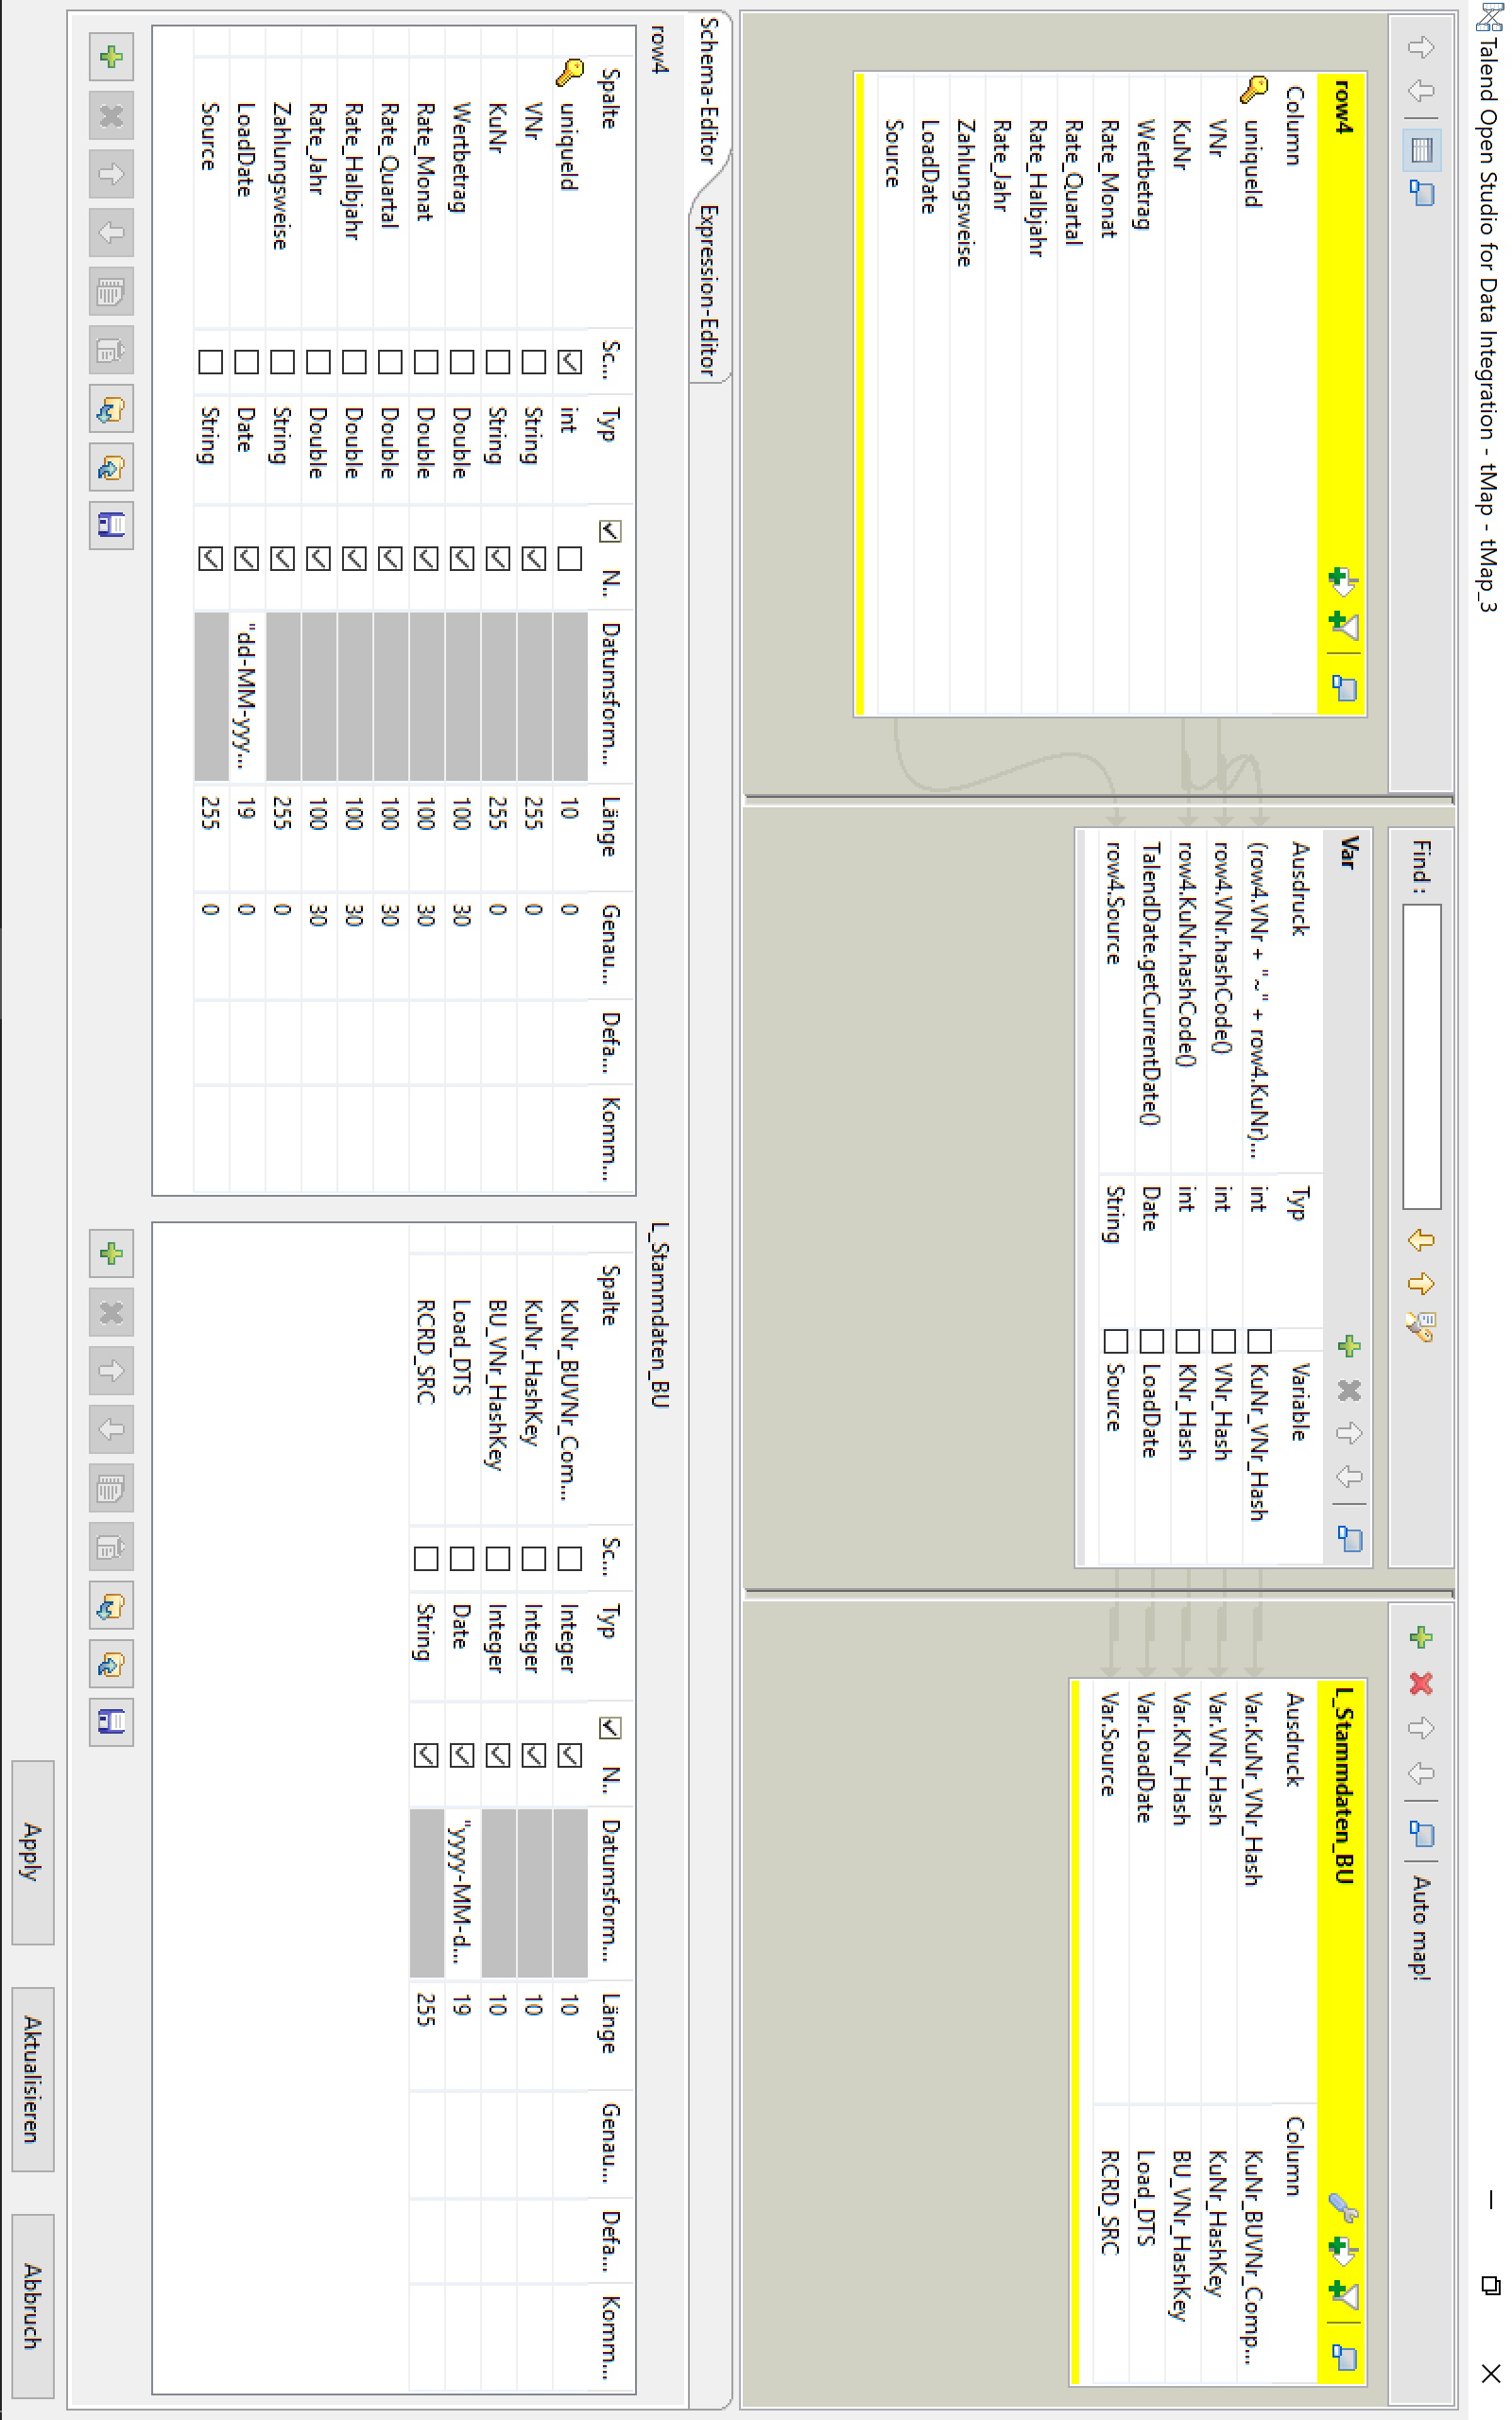 Talend Open Studio for Data Integration - tMap - tMap_3
Find :
Auto map!
row4
Column
uniqueId
VNr
KuNr
Wertbetrag
Rate_Monat
Rate_Quartal
Rate_Halbjahr
Rate_Jahr
Zahlungsweise
LoadDate
Source
Var
Ausdruck Typ Variable
(row4.VNr + "~" + row4.KuNr)... int KuNr_VNr_Hash
row4.VNr.hashCode() int VNr_Hash
row4.KuNr.hashCode() int KNr_Hash
TalendDate.getCurrentDate() Date LoadDate
row4.Source String Source
L_Stammdaten_BU
Ausdruck Column
Var.KuNr_VNr_Hash KuNr_BUVNr_Comp...
Var.VNr_Hash KuNr_HashKey
Var.KNr_Hash BU_VNr_HashKey
Var.LoadDate Load_DTS
Var.Source RCRD_SRC
Schema-Editor Expression-Editor
row4
Spalte Sc... Typ N.. Datumsform... Länge Genau... Defa... Komm...
uniqueId int 10 0
VNr String 255 0
KuNr String 255 0
Wertbetrag Double 100 30
Rate_Monat Double 100 30
Rate_Quartal Double 100 30
Rate_Halbjahr Double 100 30
Rate_Jahr Double 100 30
Zahlungsweise String 255 0
LoadDate Date "dd-MM-yyy... 19 0
Source String 255 0
L_Stammdaten_BU
Spalte Sc... Typ N.. Datumsform... Länge Genau... Defa... Komm...
KuNr_BUVNr_Com... Integer 10
KuNr_HashKey Integer 10
BU_VNr_HashKey Integer 10
Load_DTS Date "yyyy-MM-d... 19
RCRD_SRC String 255
Apply Aktualisieren Abbruch